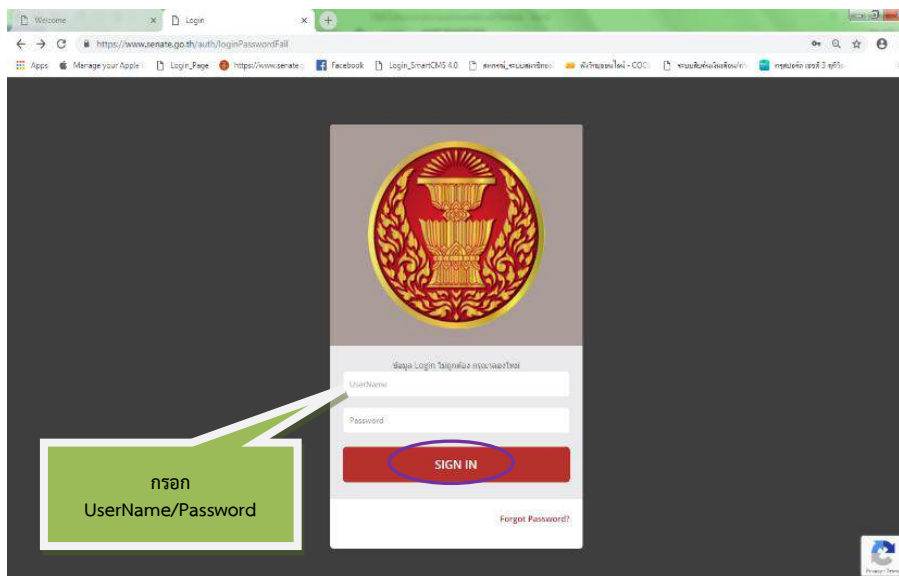 Welcome
Login
https://www.senate.go.th/auth/loginPasswordFail
Apps
Manage your Apple
Login_Page
https://www.senate.
Facebook
Login_SmartCMS 4.0
ข้อมูล Login ไม่ถูกต้อง กรุณาลองใหม่
UserName
Password
SIGN IN
Forgot Password?
กรอก
UserName/Password